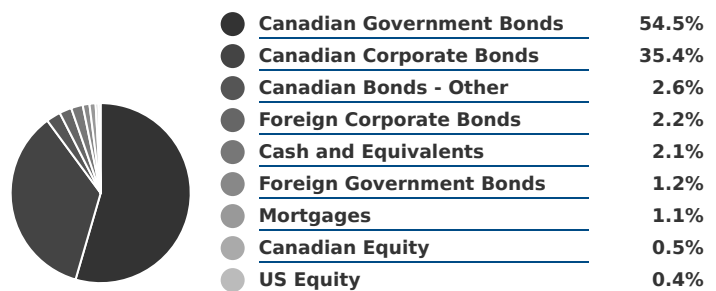 Canadian Government Bonds 54.5%
Canadian Corporate Bonds 35.4%
Canadian Bonds - Other 2.6%
Foreign Corporate Bonds 2.2%
Cash and Equivalents 2.1%
Foreign Government Bonds 1.2%
Mortgages 1.1%
Canadian Equity 0.5%
US Equity 0.4%